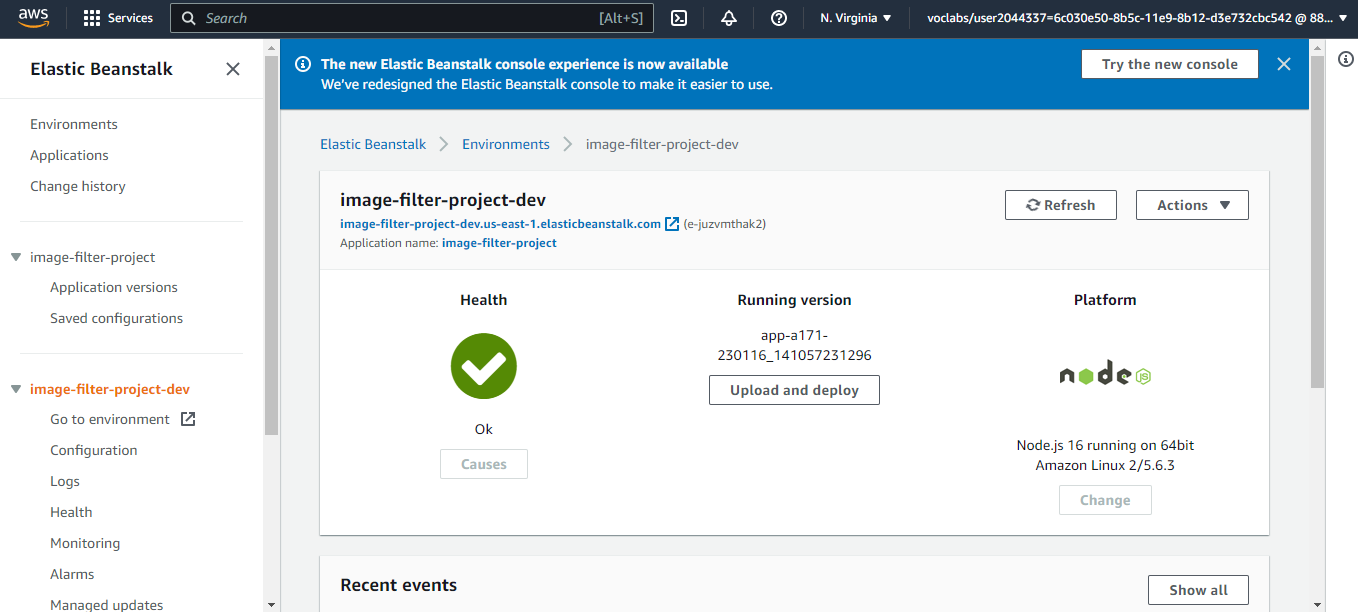 aws
Services
Search
[Alt+S]
N. Virginia
voclabs/user2044337=6c030e50-8b5c-11e9-8b12-d3e732cbc542 @ 88...
Elastic Beanstalk
Environments
Applications
Change history
image-filter-project
Application versions
Saved configurations
image-filter-project-dev
Go to environment
Configuration
Logs
Health
Monitoring
Alarms
Managed updates
The new Elastic Beanstalk console experience is now available
We've redesigned the Elastic Beanstalk console to make it easier to use.
Try the new console
Elastic Beanstalk
Environments
image-filter-project-dev
image-filter-project-dev
image-filter-project-dev.us-east-1.elasticbeanstalk.com (e-juzvmthak2)
Application name: image-filter-project
Refresh
Actions
Health
Ok
Causes
Running version
app-a171-
230116_141057231296
Upload and deploy
Platform
node
JS
Node.js 16 running on 64bit
Amazon Linux 2/5.6.3
Change
Recent events
Show all